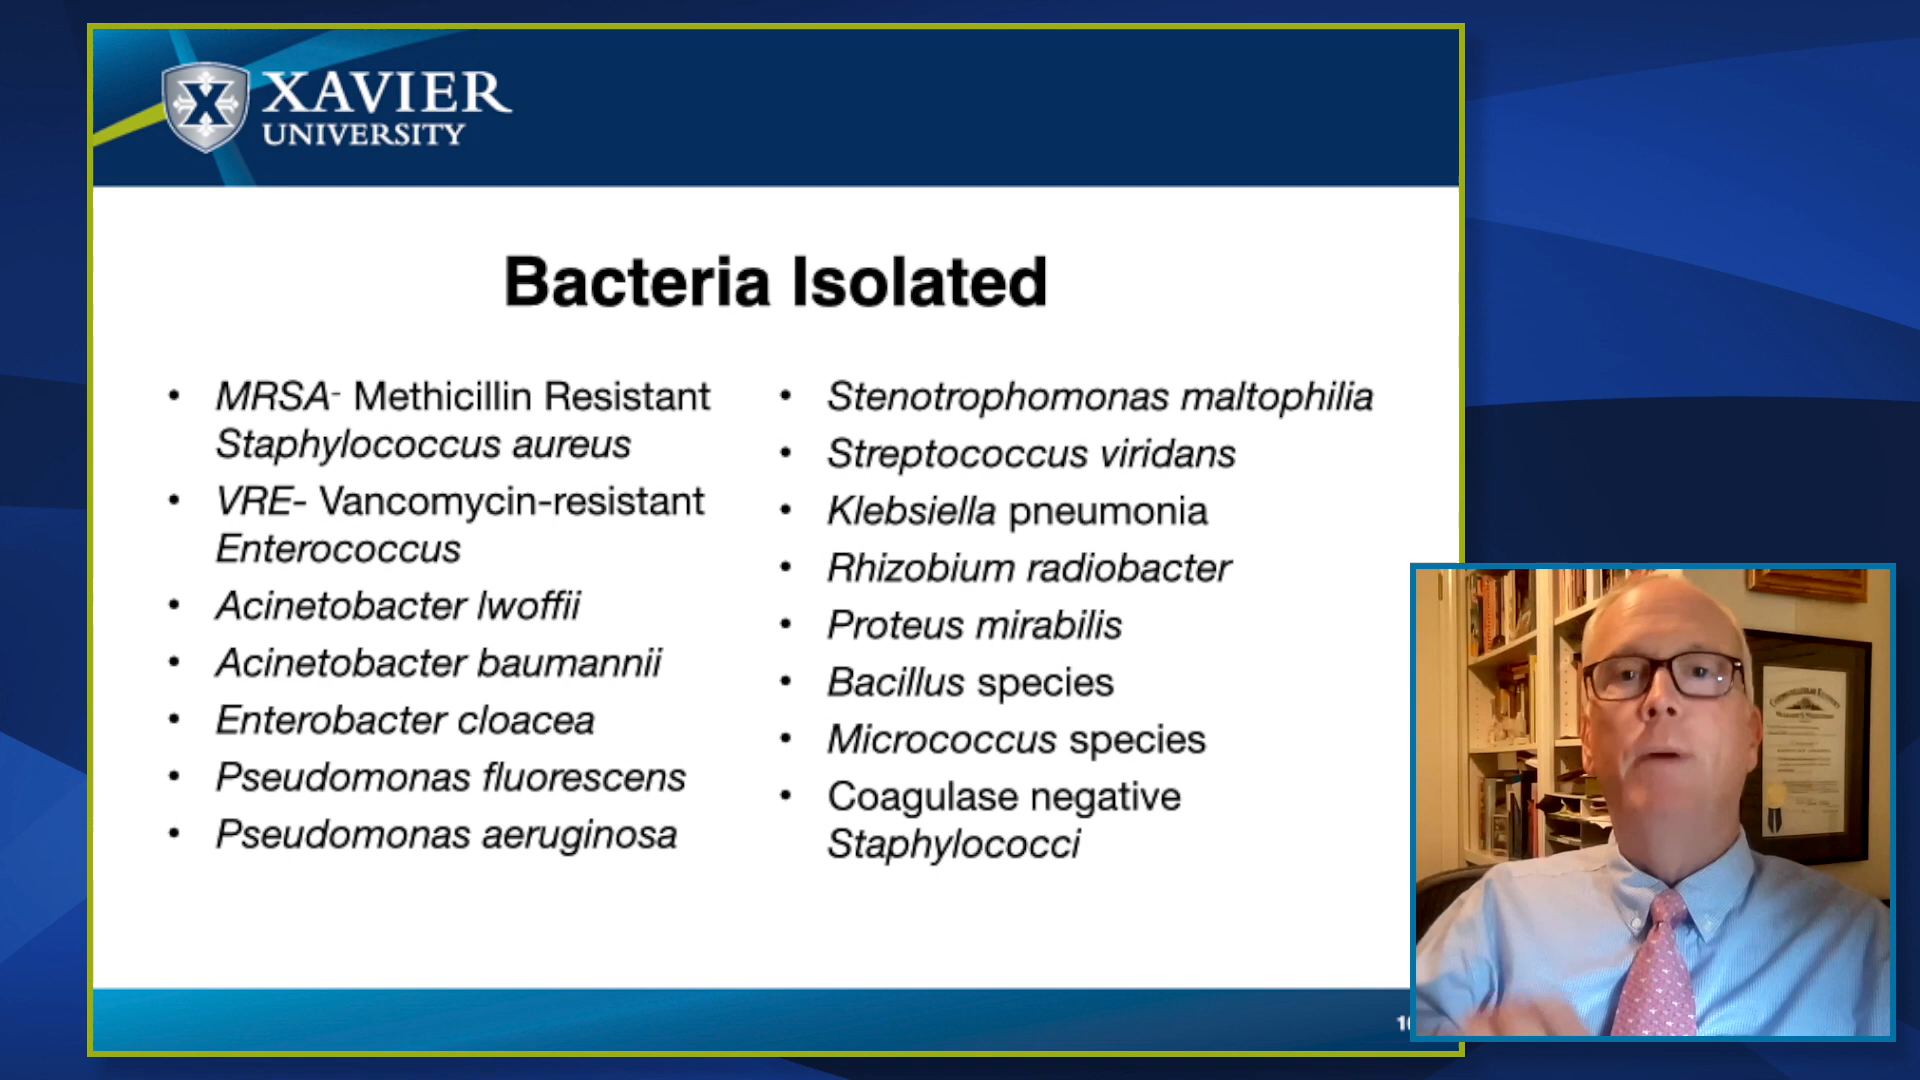 XAVIER
UNIVERSITY
Bacteria Isolated
• MRSA- Methicillin Resistant
Staphylococcus aureus
• VRE- Vancomycin-resistant
Enterococcus
• Acinetobacter lwoffii
• Acinetobacter baumannii
• Enterobacter cloacea
• Pseudomonas fluorescens
• Pseudomonas aeruginosa
• Stenotrophomonas maltophilia
• Streptococcus viridans
• Klebsiella pneumonia
• Rhizobium radiobacter
• Proteus mirabilis
• Bacillus species
• Micrococcus species
• Coagulase negative
Staphylococci